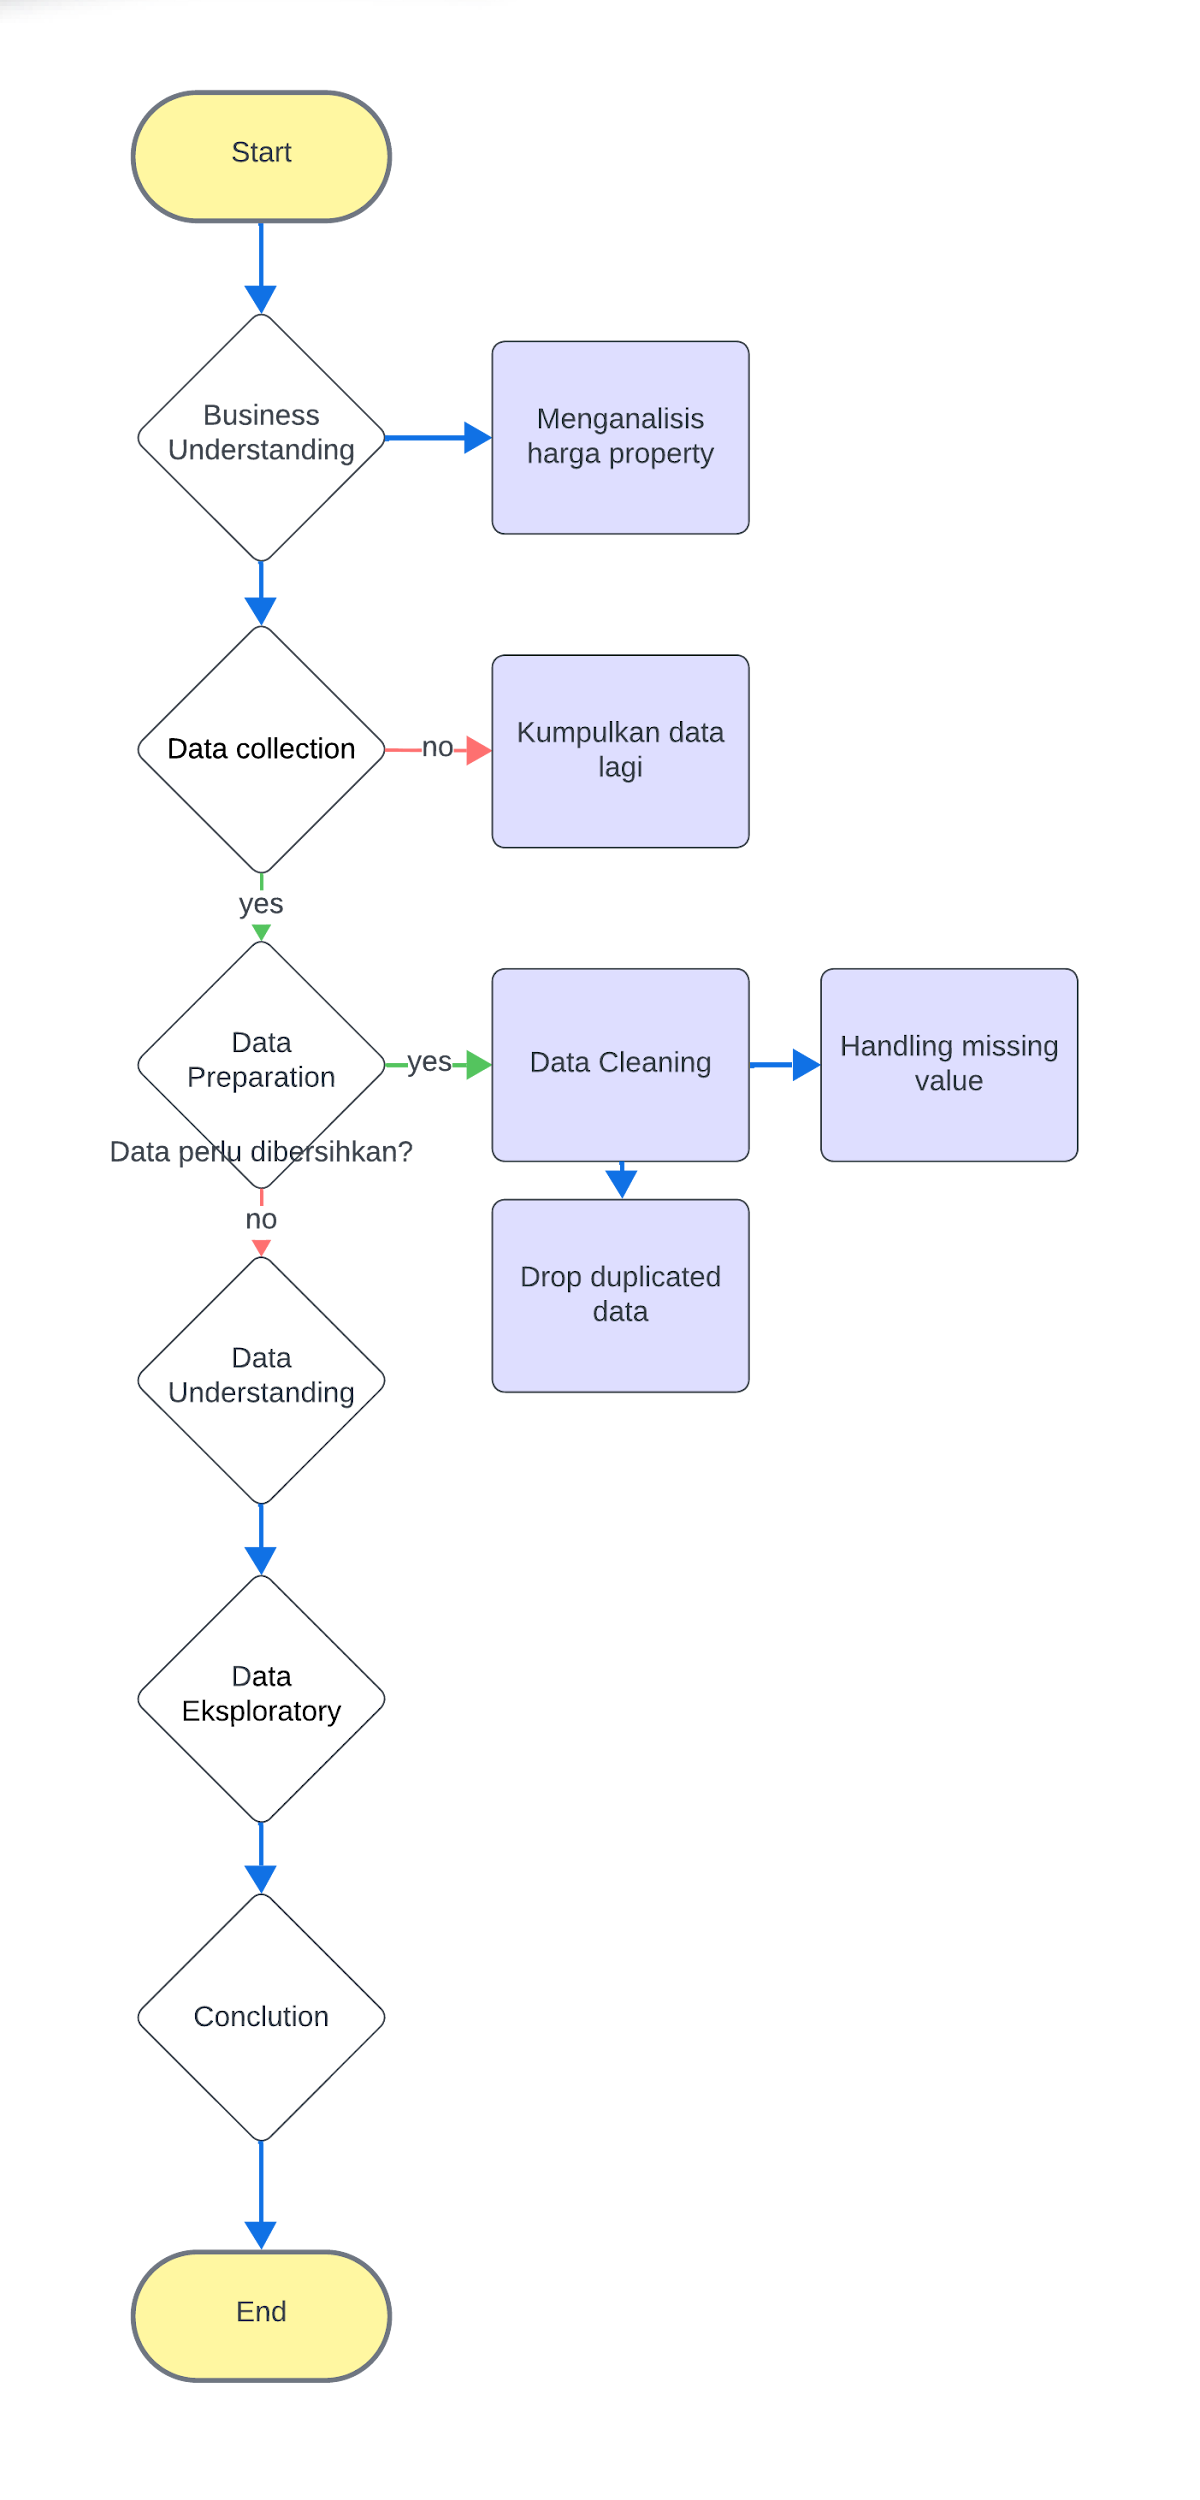 Start
Business
Understanding
Menganalisis
harga property
Data collection
no
Kumpulkan data
lagi
yes
Data
Preparation
yes
Data Cleaning
Handling missing
value
Data perlu dibersihkan?
no
Drop duplicated
data
Data
Understanding
Data
Eksploratory
Conclution
End